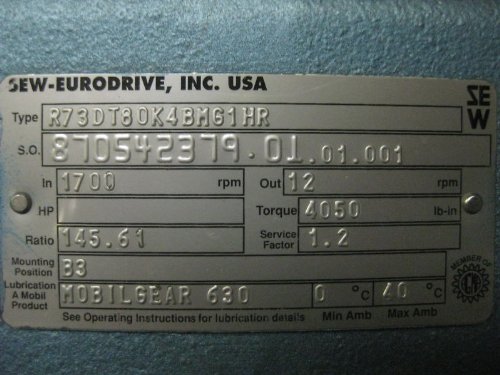 SEW-EURODRIVE, INC. USA
SEW
Type R73DT80K4BMG1HR
S.O. 870542379.01.01.001
In 1700 rpm Out 12 rpm
HP Torque 4050 lb-in
Ratio 145.61 Service Factor 1.2
Mounting Position B3
MEMBER OF
Lubrication A Mobil Product MOBILGEAR 630 0 °C 40 °C
See Operating Instructions for lubrication details Min Amb Max Amb